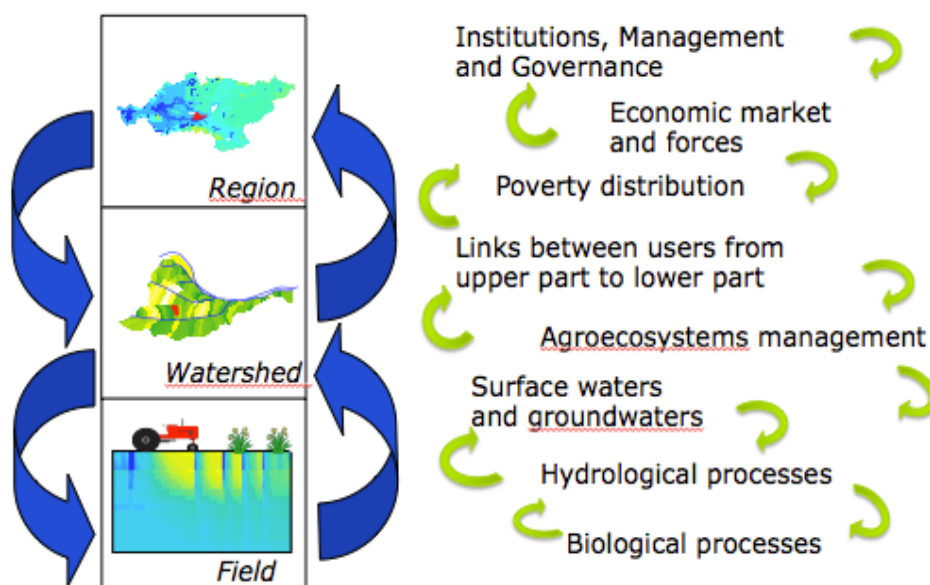 Institutions, Management
and Governance
Economic market
and forces
Poverty distribution
Region
Links between users from
upper part to lower part
Agroecosystems management
Watershed
Surface waters
and groundwaters
Hydrological processes
Biological processes
Field